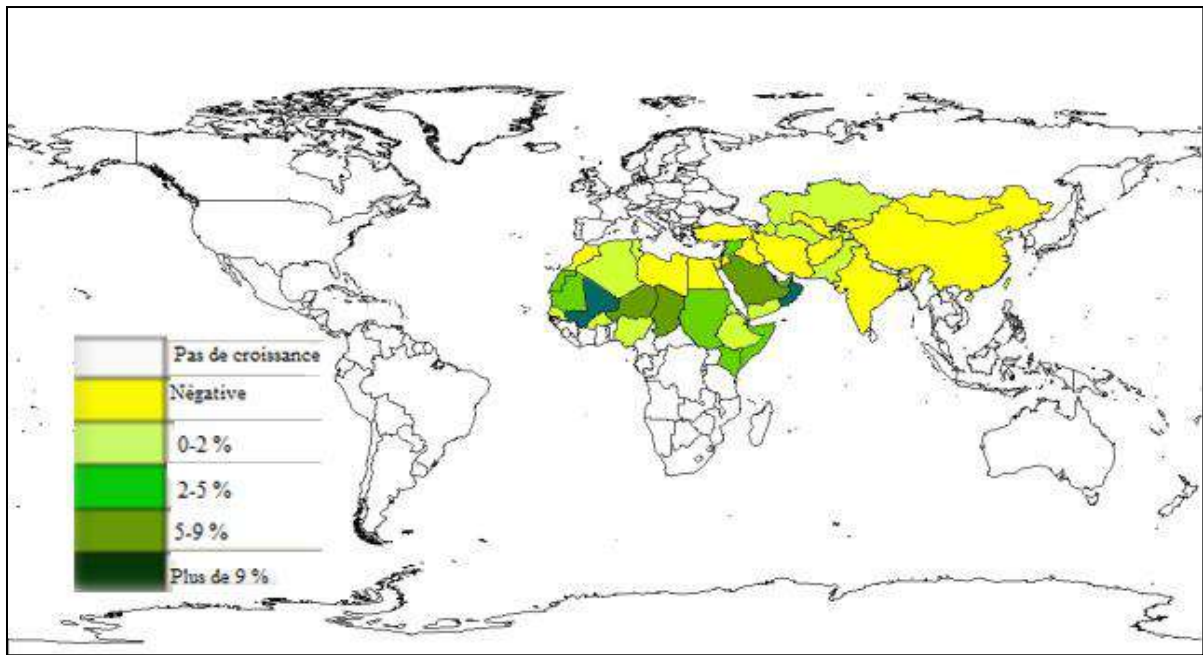 Pas de croissance
Négative
0-2 %
2-5 %
5-9 %
Plus de 9 %